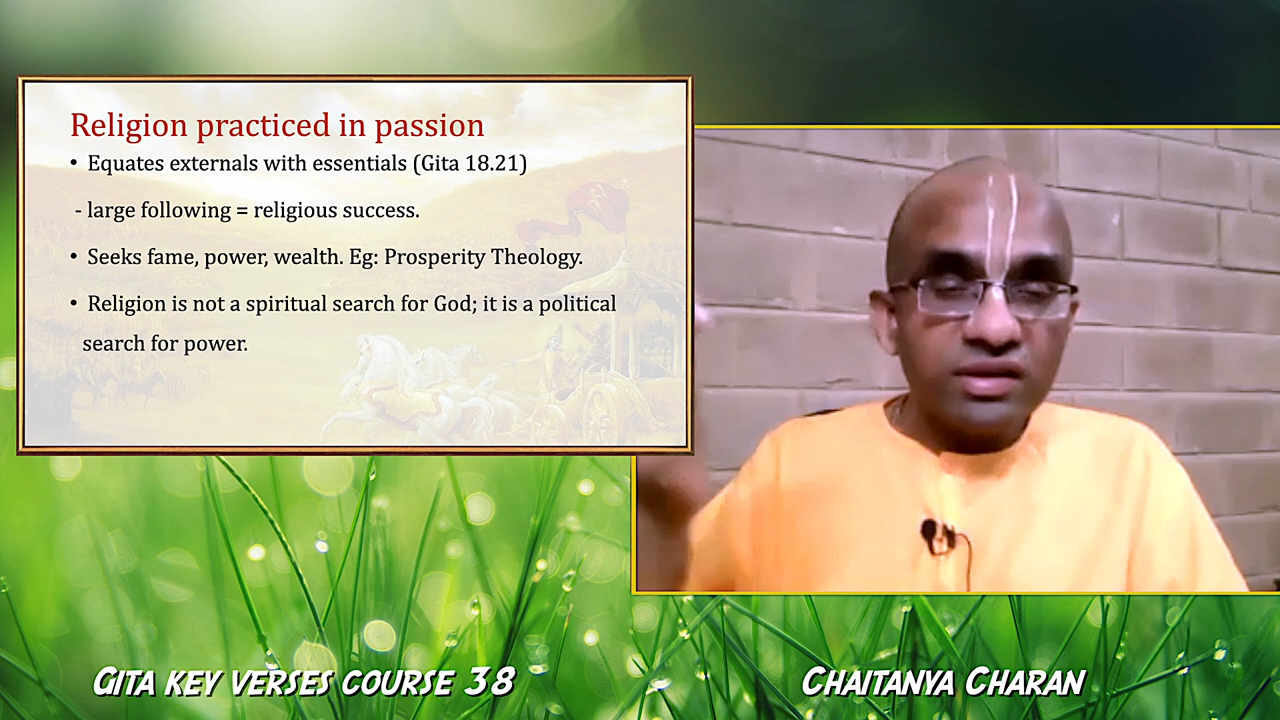 Religion practiced in passion
• Equates externals with essentials (Gita 18.21)
- large following = religious success.
• Seeks fame, power, wealth. Eg: Prosperity Theology.
• Religion is not a spiritual search for God; it is a political
search for power.
GITA KEY VERSES COURSE 38
CHAITANYA CHARAN